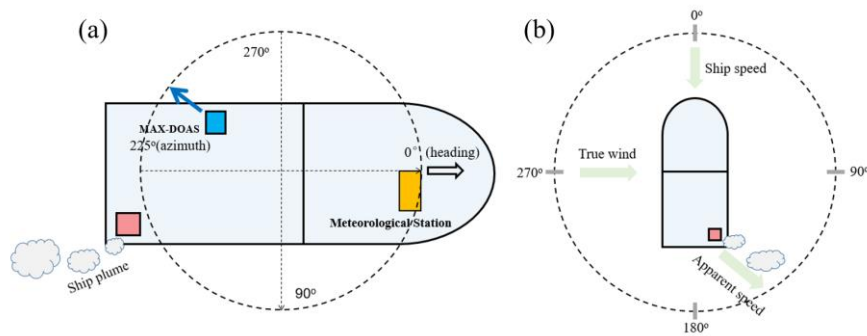 (a)
270°
MAX-DOAS
225°(azimuth)
0° (heading)
Meteorological Station
Ship plume
90°
(b)
0°
Ship speed
True wind
270°
90°
Apparent speed
180°